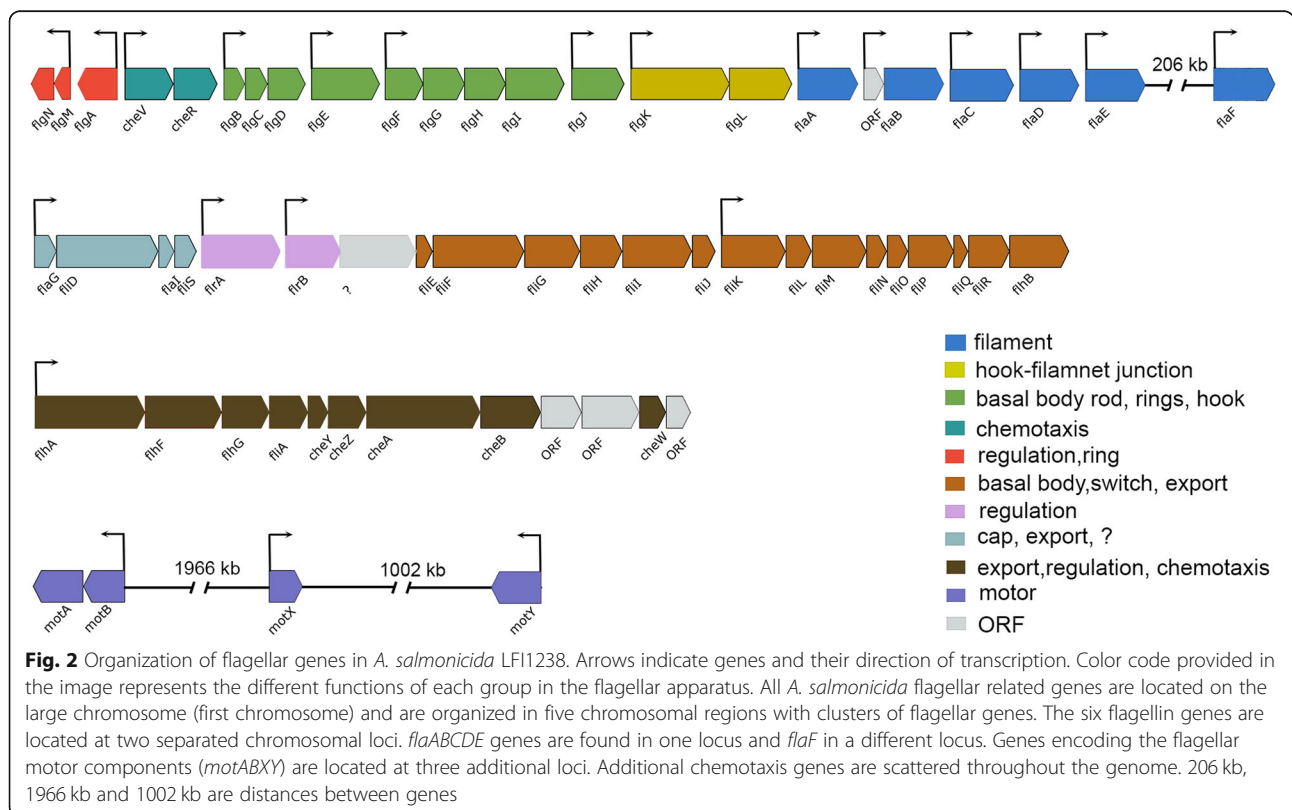 206 kb
flgN flgM flgA cheV cheR flgB flgC flgD flgE flgF flgG flgH flgI flgJ flgK flgL flaA ORF flaB flaC flaD flaE flaF
flaG fliD flaI fliS flrA flrB ? fliE fliF fliG fliH fliI fliJ fliK fliL fliM fliN fliO fliP fliQ fliR flhB
filament
hook-filamnet junction
basal body rod, rings, hook
chemotaxis
regulation,ring
basal body,switch, export
regulation
cap, export, ?
export,regulation, chemotaxis
motor
ORF
flhA flhF flhG fliA cheY cheZ cheA cheB ORF ORF cheW ORF
1966 kb 1002 kb
motA motB motX motY
Fig. 2 Organization of flagellar genes in A. salmonicida LFI1238. Arrows indicate genes and their direction of transcription. Color code provided in
the image represents the different functions of each group in the flagellar apparatus. All A. salmonicida flagellar related genes are located on the
large chromosome (first chromosome) and are organized in five chromosomal regions with clusters of flagellar genes. The six flagellin genes are
located at two separated chromosomal loci. flaABCDE genes are found in one locus and flaF in a different locus. Genes encoding the flagellar
motor components (motABXY) are located at three additional loci. Additional chemotaxis genes are scattered throughout the genome. 206 kb,
1966 kb and 1002 kb are distances between genes